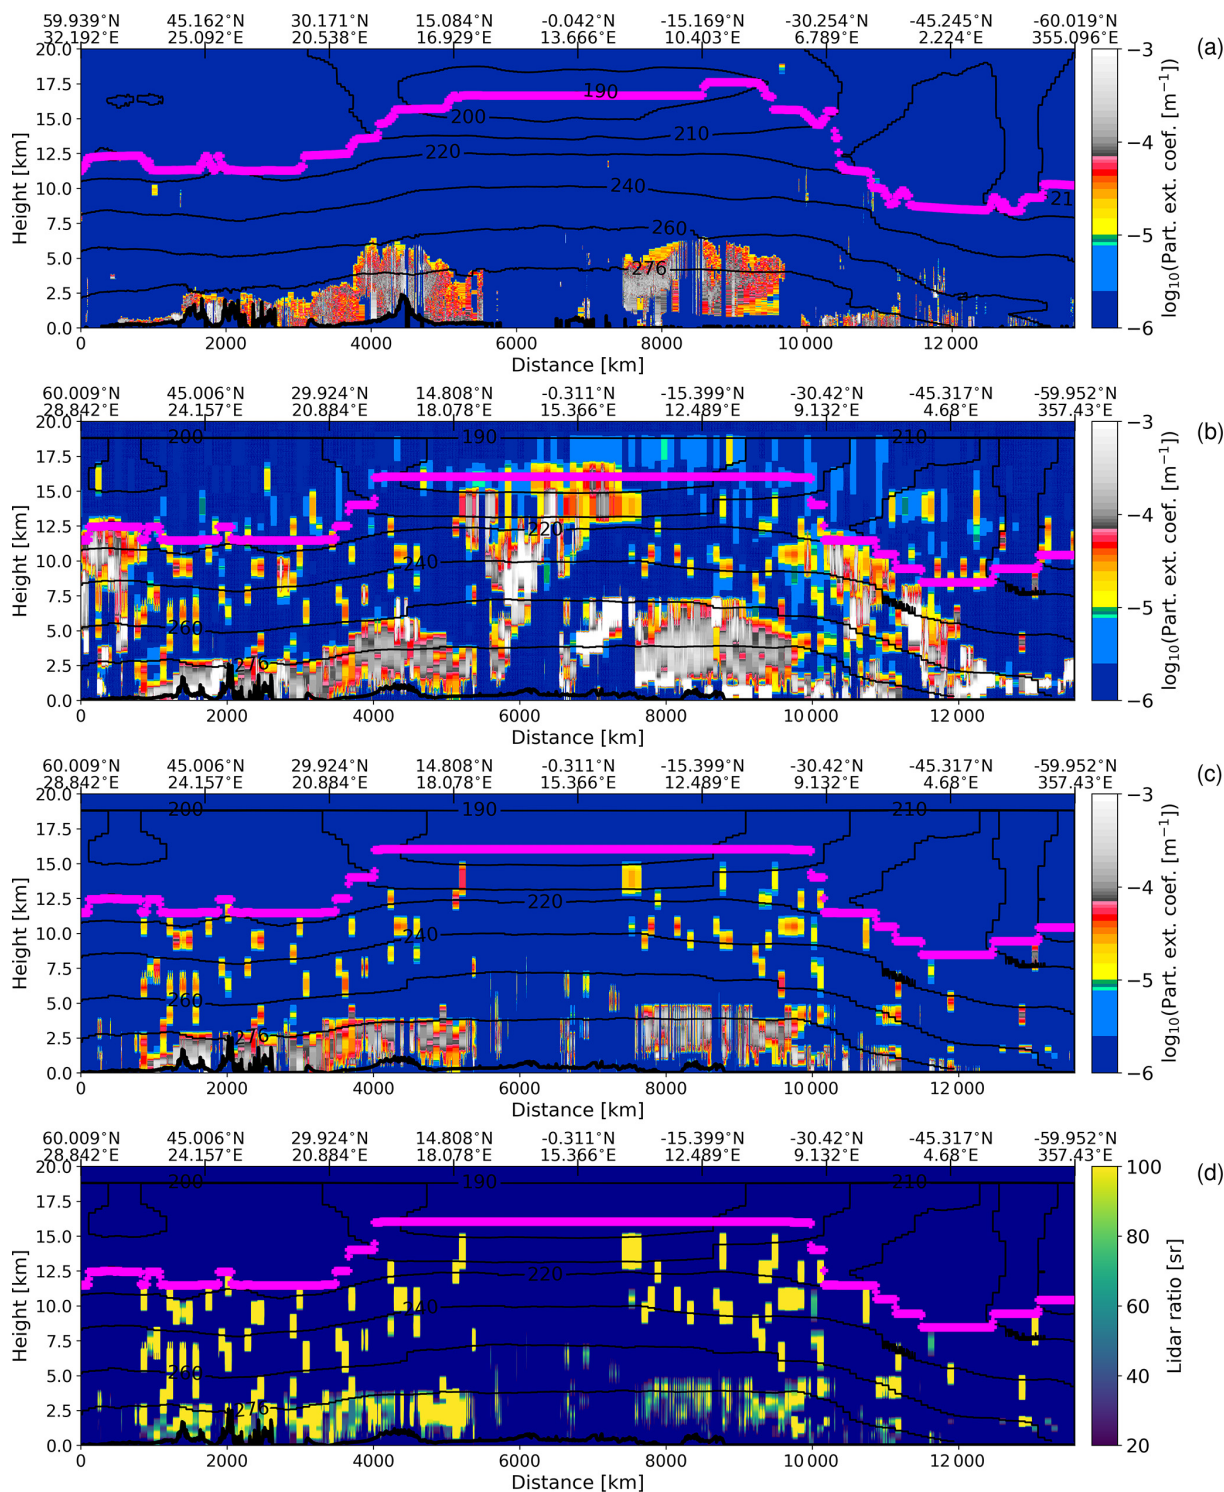 59.939°N 45.162°N 30.171°N 15.084°N -0.042°N -15.169°N -30.254°N -45.245°N -60.019°N
32.192°E 25.092°E 20.538°E 16.929°E 13.666°E 10.403°E 6.789°E 2.224°E 355.096°E
(a)
20.0 17.5 15.0 12.5 10.0 7.5 5.0 2.5 0.0
Height [km]
190
200
210
220
240
21
260
276
−3 −4 −5 −6
log10(Part. ext. coef. [m−1])
0 2000 4000 6000 8000 10 000 12 000
Distance [km]
60.009°N 45.006°N 29.924°N 14.808°N -0.311°N -15.399°N -30.42°N -45.317°N -59.952°N
28.842°E 24.157°E 20.884°E 18.078°E 15.366°E 12.489°E 9.132°E 4.68°E 357.43°E
(b)
20.0 17.5 15.0 12.5 10.0 7.5 5.0 2.5 0.0
Height [km]
200 190 210
220
240
260
276
−3 −4 −5 −6
log10(Part. ext. coef. [m−1])
0 2000 4000 6000 8000 10 000 12 000
Distance [km]
60.009°N 45.006°N 29.924°N 14.808°N -0.311°N -15.399°N -30.42°N -45.317°N -59.952°N
28.842°E 24.157°E 20.884°E 18.078°E 15.366°E 12.489°E 9.132°E 4.68°E 357.43°E
(c)
20.0 17.5 15.0 12.5 10.0 7.5 5.0 2.5 0.0
Height [km]
200 190 210
220
240
260
276
−3 −4 −5 −6
log10(Part. ext. coef. [m−1])
0 2000 4000 6000 8000 10 000 12 000
Distance [km]
60.009°N 45.006°N 29.924°N 14.808°N -0.311°N -15.399°N -30.42°N -45.317°N -59.952°N
28.842°E 24.157°E 20.884°E 18.078°E 15.366°E 12.489°E 9.132°E 4.68°E 357.43°E
(d)
20.0 17.5 15.0 12.5 10.0 7.5 5.0 2.5 0.0
Height [km]
200 190 210
220
240
260
276
100 80 60 40 20
Lidar ratio [sr]
0 2000 4000 6000 8000 10 000 12 000
Distance [km]